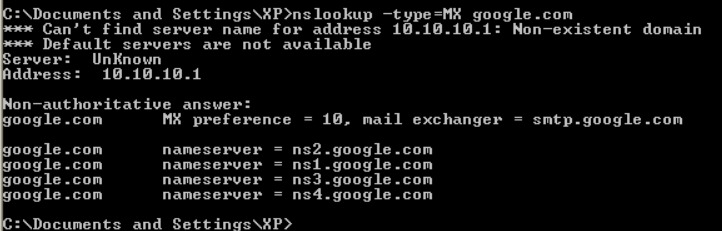 C:\Documents and Settings\XP>nslookup -type=MX google.com
*** Can't find server name for address 10.10.10.1: Non-existent domain
*** Default servers are not available
Server:  UnKnown
Address:  10.10.10.1

Non-authoritative answer:
google.com      MX preference = 10, mail exchanger = smtp.google.com

google.com      nameserver = ns2.google.com
google.com      nameserver = ns1.google.com
google.com      nameserver = ns3.google.com
google.com      nameserver = ns4.google.com

C:\Documents and Settings\XP>